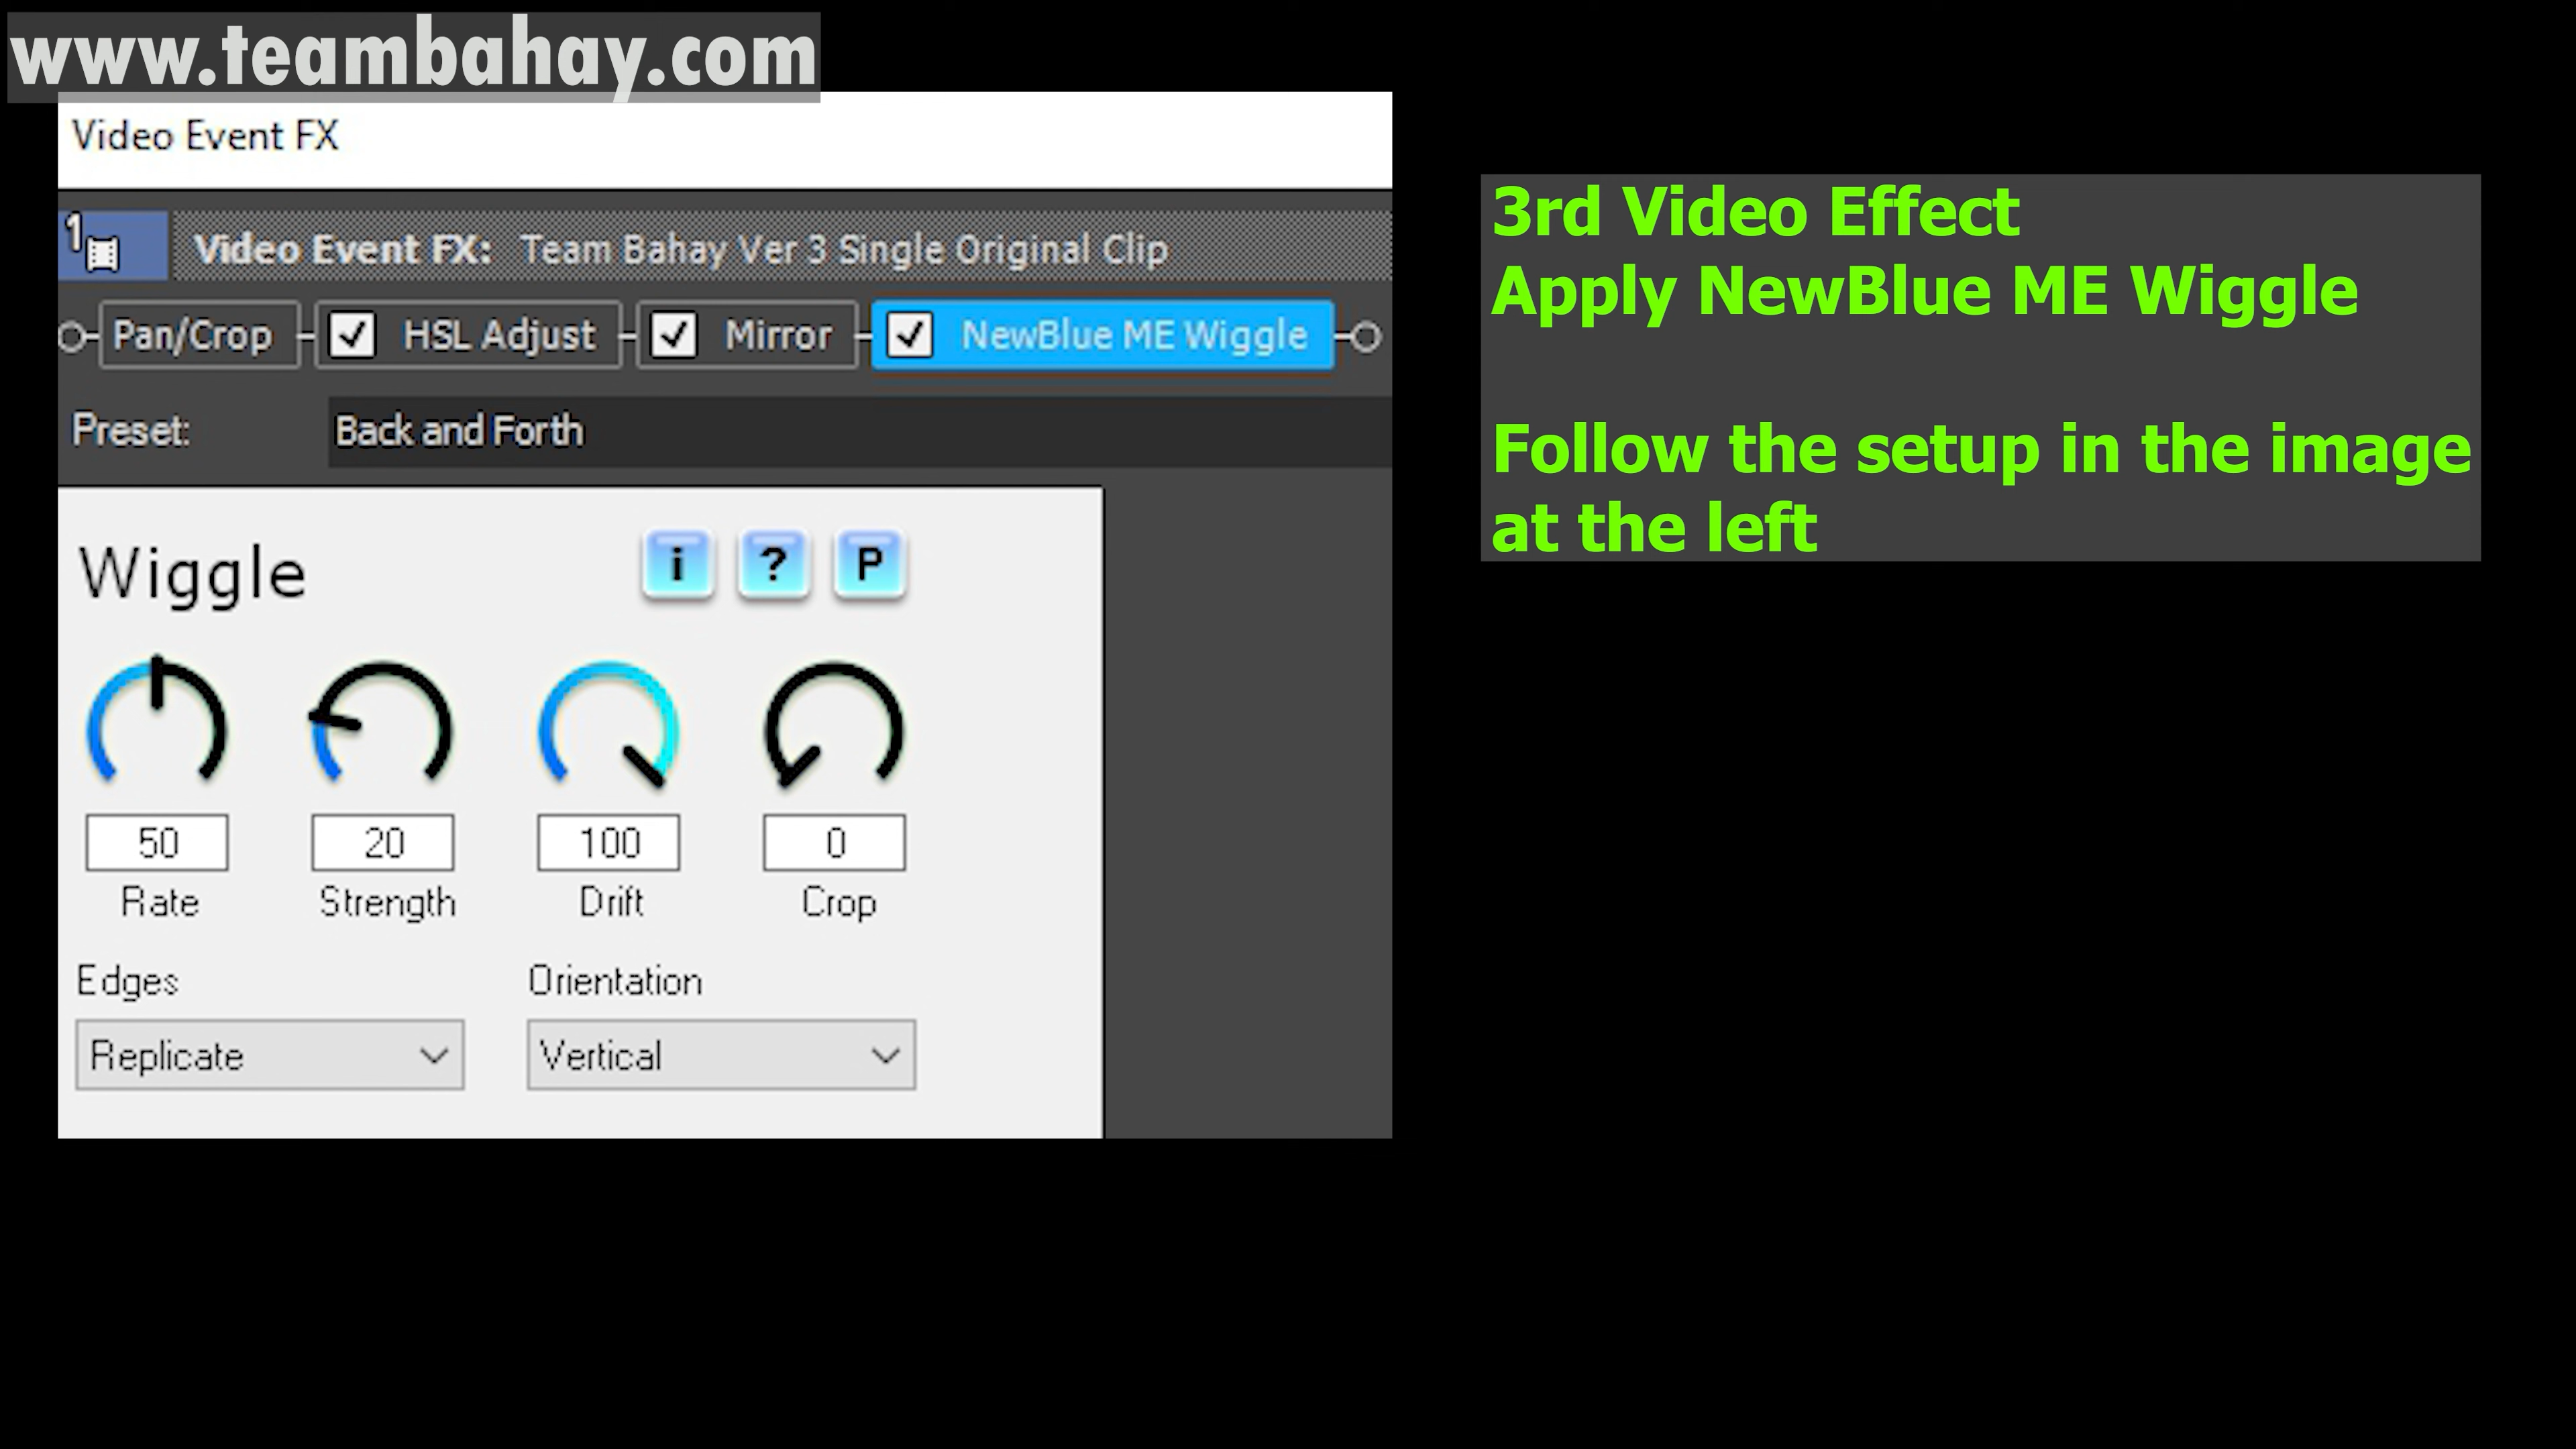 www.teambahay.com
Video Event FX
1
Video Event FX: Team Bahay Ver 3 Single Original Clip
Pan/Crop HSL Adjust Mirror NewBlue ME Wiggle
Preset: Back and Forth
Wiggle i ? P
50 20 100 0
Rate Strength Drift Crop
Edges Orientation
Replicate Vertical
3rd Video Effect
Apply NewBlue ME Wiggle
Follow the setup in the image
at the left